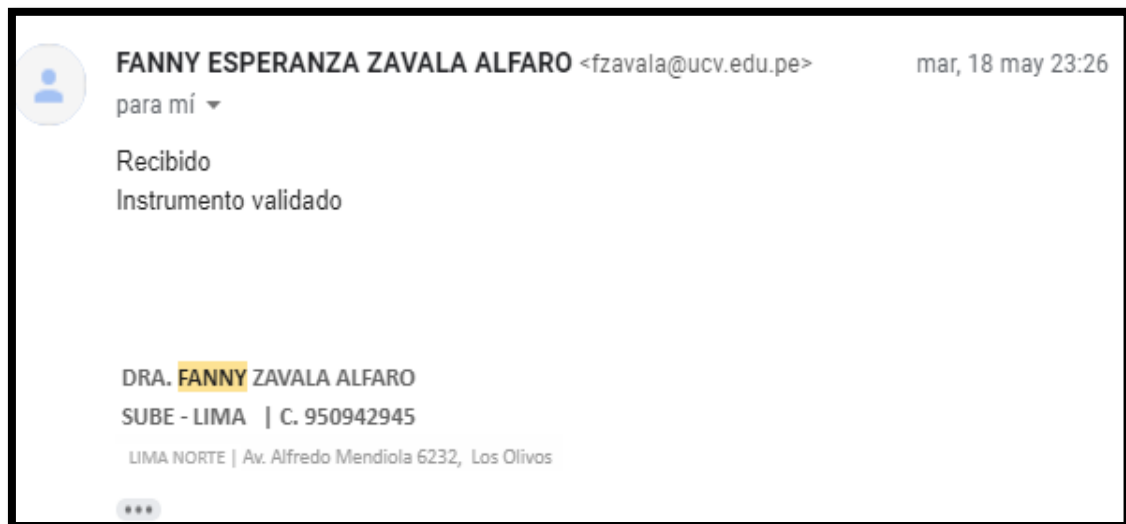 FANNY ESPERANZA ZAVALA ALFARO <fzavala@ucv.edu.pe> mar, 18 may 23:26
para mí
Recibido
Instrumento validado
DRA. FANNY ZAVALA ALFARO
SUBE - LIMA | C. 950942945
LIMA NORTE | Av. Alfredo Mendiola 6232, Los Olivos